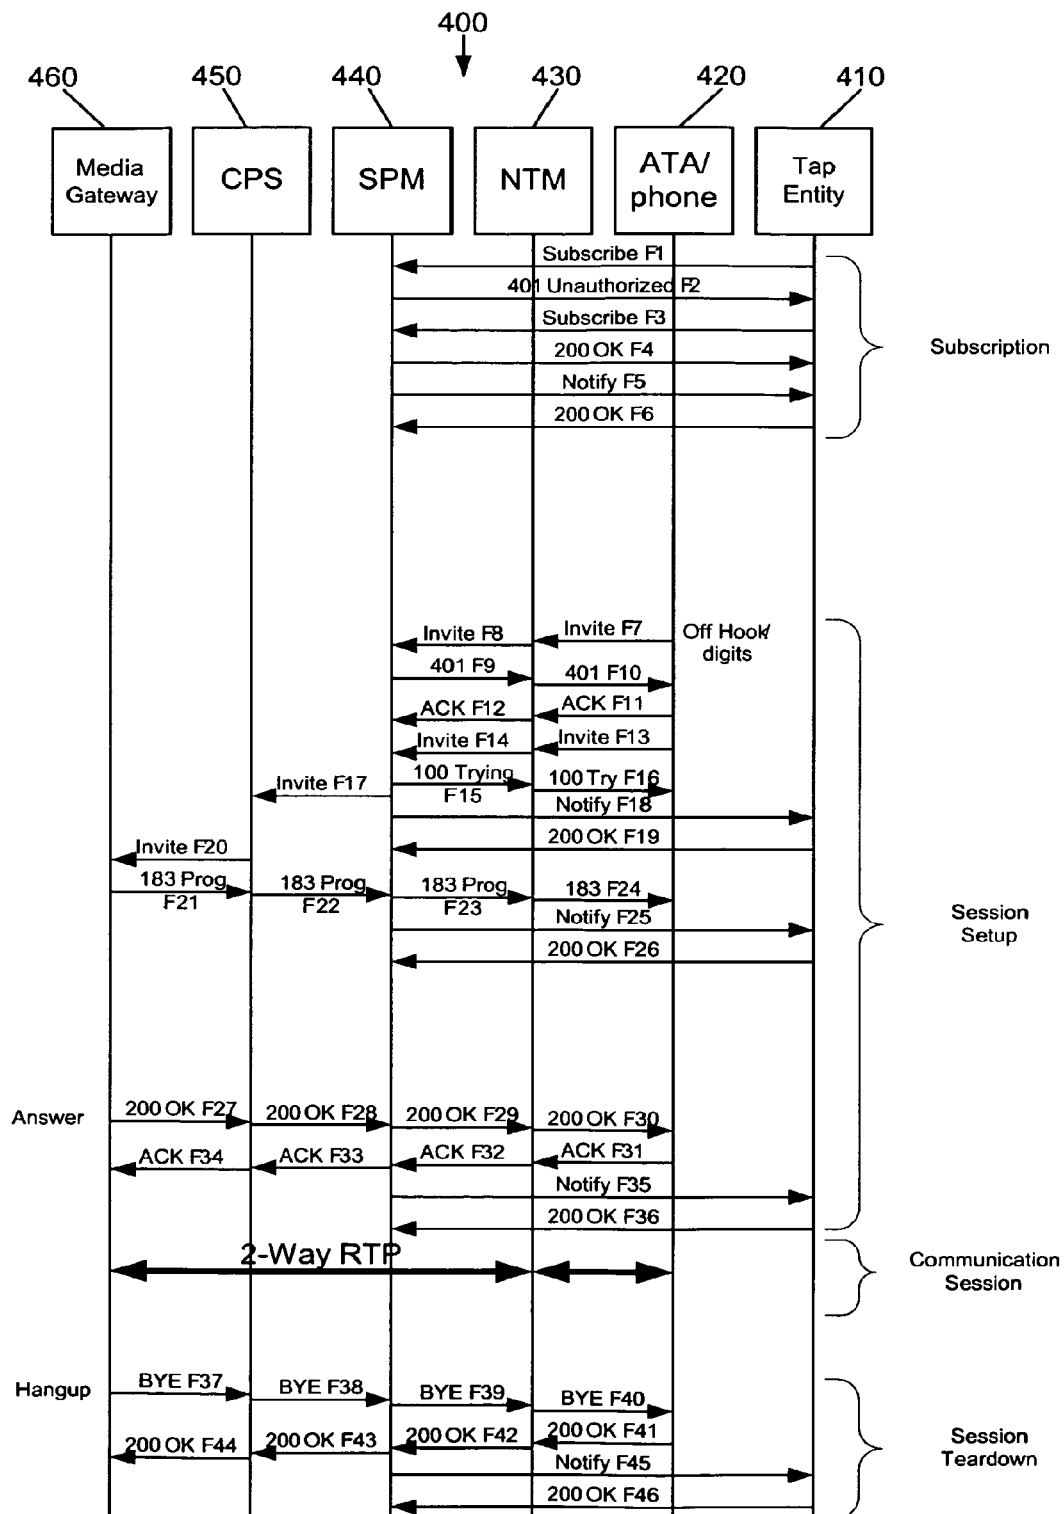 400
460
450
440
430
420
410
Media
Gateway
CPS
SPM
NTM
ATA/
phone
Tap
Entity
Subscribe F1
401 Unauthorized F2
Subscribe F3
200 OK F4
Notify F5
200 OK F6
Subscription
Invite F8
Invite F7
Off Hook/
digits
401 F9
401 F10
ACK F12
ACK F11
Invite F14
Invite F13
Invite F17
100 Trying
F15
100 Try F16
Notify F18
200 OK F19
Invite F20
183 Prog
F21
183 Prog
F22
183 Prog
F23
183 F24
Notify F25
200 OK F26
Session
Setup
Answer
200 OK F27
200 OK F28
200 OK F29
200 OK F30
ACK F34
ACK F33
ACK F32
ACK F31
Notify F35
200 OK F36
2-Way RTP
Communication
Session
Hangup
BYE F37
BYE F38
BYE F39
BYE F40
200 OK F44
200 OK F43
200 OK F42
200 OK F41
Notify F45
200 OK F46
Session
Teardown